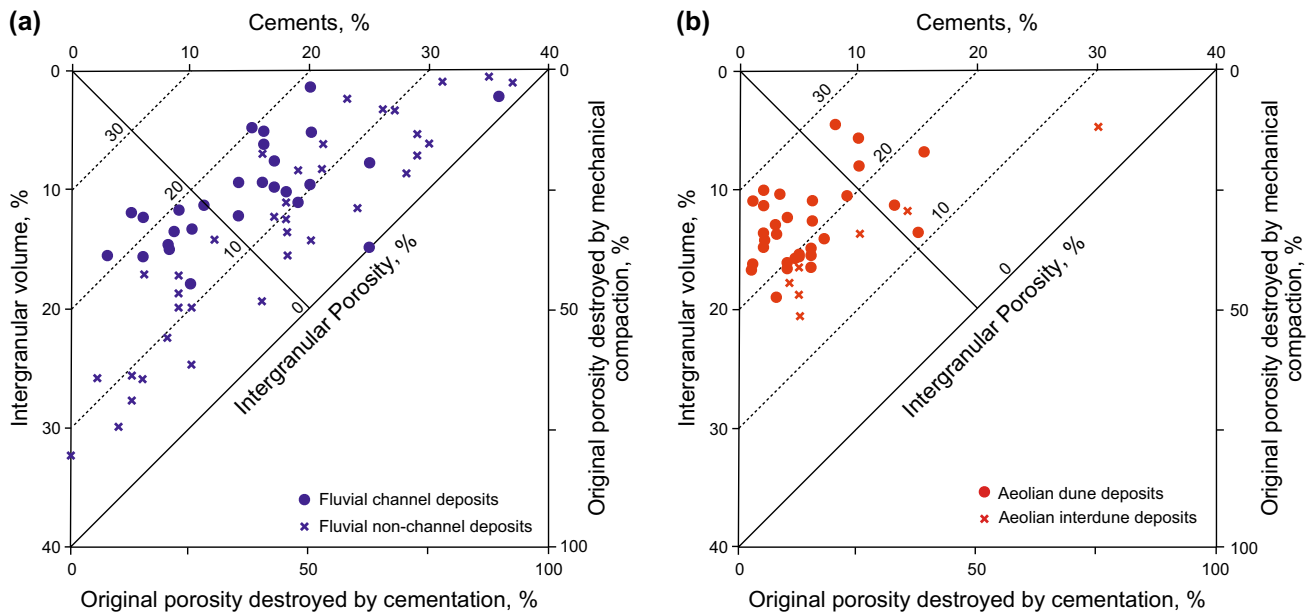 (a)
Cements, %
0 10 20 30 40
Intergranular volume, %
0
10
20
30
40
30
20
10
0
Intergranular Porosity, %
0
50
100
Original porosity destroyed by mechanical
compaction, %
Fluvial channel deposits
Fluvial non-channel deposits
0 50 100
Original porosity destroyed by cementation, %
(b)
Cements, %
0 10 20 30 40
Intergranular volume, %
0
10
20
30
40
30
20
10
0
Intergranular Porosity, %
0
50
100
Original porosity destroyed by mechanical
compaction, %
Aeolian dune deposits
Aeolian interdune deposits
0 25 75 100
Original porosity destroyed by cementation, %